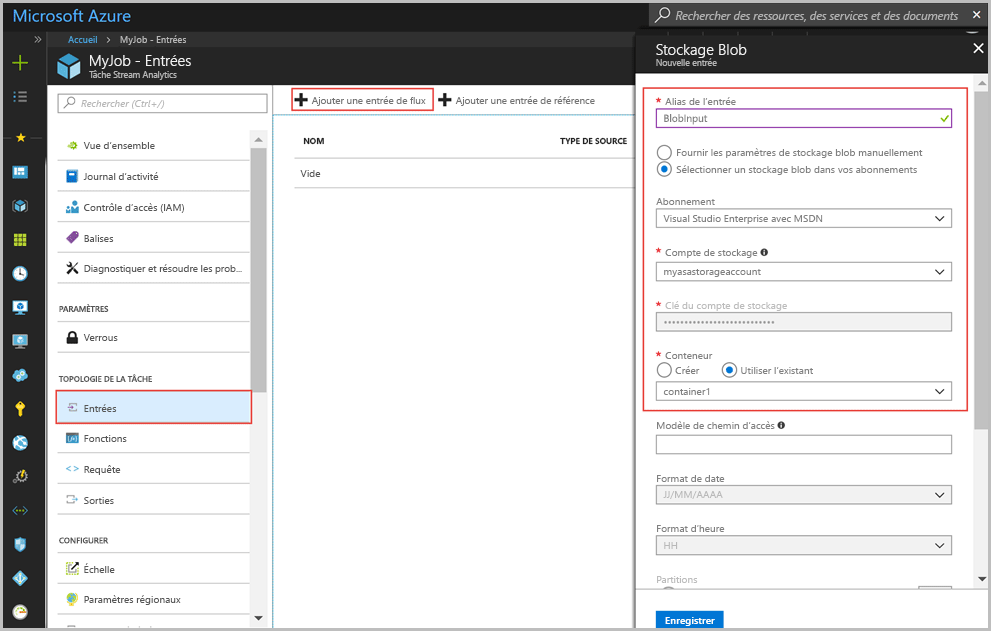 Microsoft Azure
Rechercher des ressources, des services et des documents
Accueil > MyJob - Entrées
MyJob - Entrées
Tâche Stream Analytics
Rechercher (Ctrl+/)
Vue d'ensemble
Journal d'activité
Contrôle d'accès (IAM)
Balises
Diagnostiquer et résoudre les prob...
PARAMÈTRES
Verrous
TOPOLOGIE DE LA TÂCHE
Entrées
Fonctions
Requête
Sorties
CONFIGURER
Échelle
Paramètres régionaux
Ajouter une entrée de flux
Ajouter une entrée de référence
NOM
TYPE DE SOURCE
Vide
Stockage Blob
Nouvelle entrée
* Alias de l'entrée
BlobInput
Fournir les paramètres de stockage blob manuellement
Sélectionner un stockage blob dans vos abonnements
Abonnement
Visual Studio Enterprise avec MSDN
* Compte de stockage
myasastorageaccount
* Clé du compte de stockage
* Conteneur
Créer
Utiliser l'existant
container1
Modèle de chemin d'accès
Format de date
JJ/MM/AAAA
Format d'heure
HH
Partitions
Enregistrer